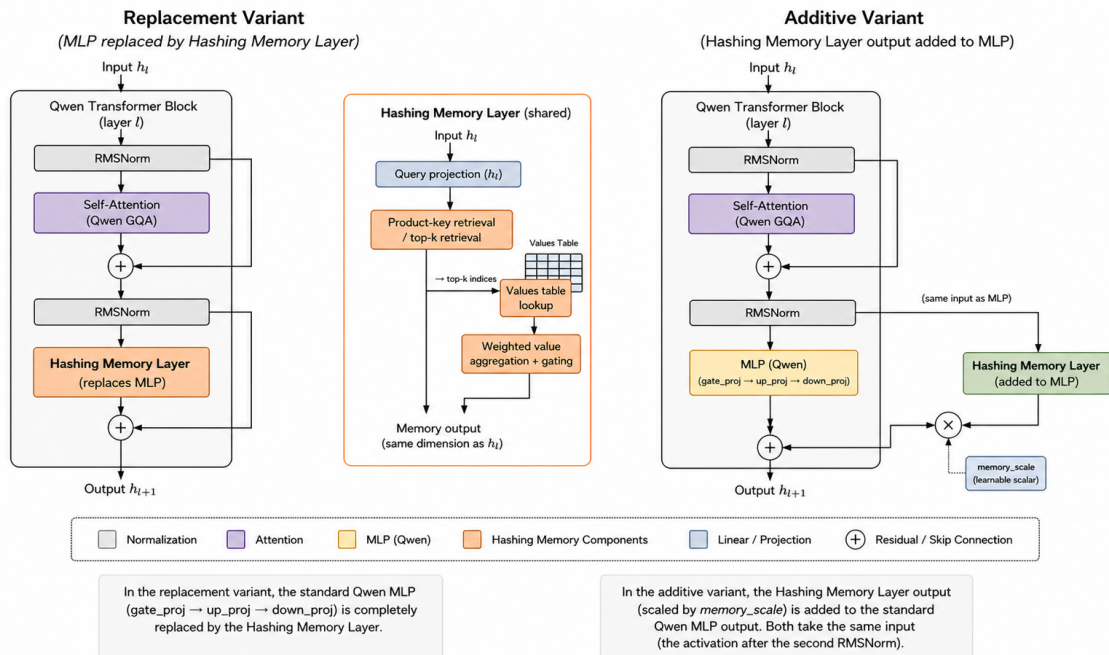 Replacement Variant
(MLP replaced by Hashing Memory Layer)
Input hₗ
Qwen Transformer Block
(layer l)
RMSNorm
Self-Attention
(Qwen GQA)
+
RMSNorm
Hashing Memory Layer
(replaces MLP)
+
Output hₗ₊₁
Hashing Memory Layer (shared)
Input hₗ
Query projection (hₗ)
Product-key retrieval
/ top-k retrieval
Values Table
→ top-k indices
Values table
lookup
Weighted value
aggregation + gating
Memory output
(same dimension as hₗ)
Additive Variant
(Hashing Memory Layer output added to MLP)
Input hₗ
Qwen Transformer Block
(layer l)
RMSNorm
Self-Attention
(Qwen GQA)
+
RMSNorm
(same input as MLP)
MLP (Qwen)
(gate_proj → up_proj → down_proj)
Hashing Memory Layer
(added to MLP)
×
+
memory_scale
(learnable scalar)
Output hₗ₊₁
Normalization
Attention
MLP (Qwen)
Hashing Memory Components
Linear / Projection
+ Residual / Skip Connection
In the replacement variant, the standard Qwen MLP
(gate_proj → up_proj → down_proj) is completely
replaced by the Hashing Memory Layer.
In the additive variant, the Hashing Memory Layer output
(scaled by memory_scale) is added to the standard
Qwen MLP output. Both take the same input
(the activation after the second RMSNorm).